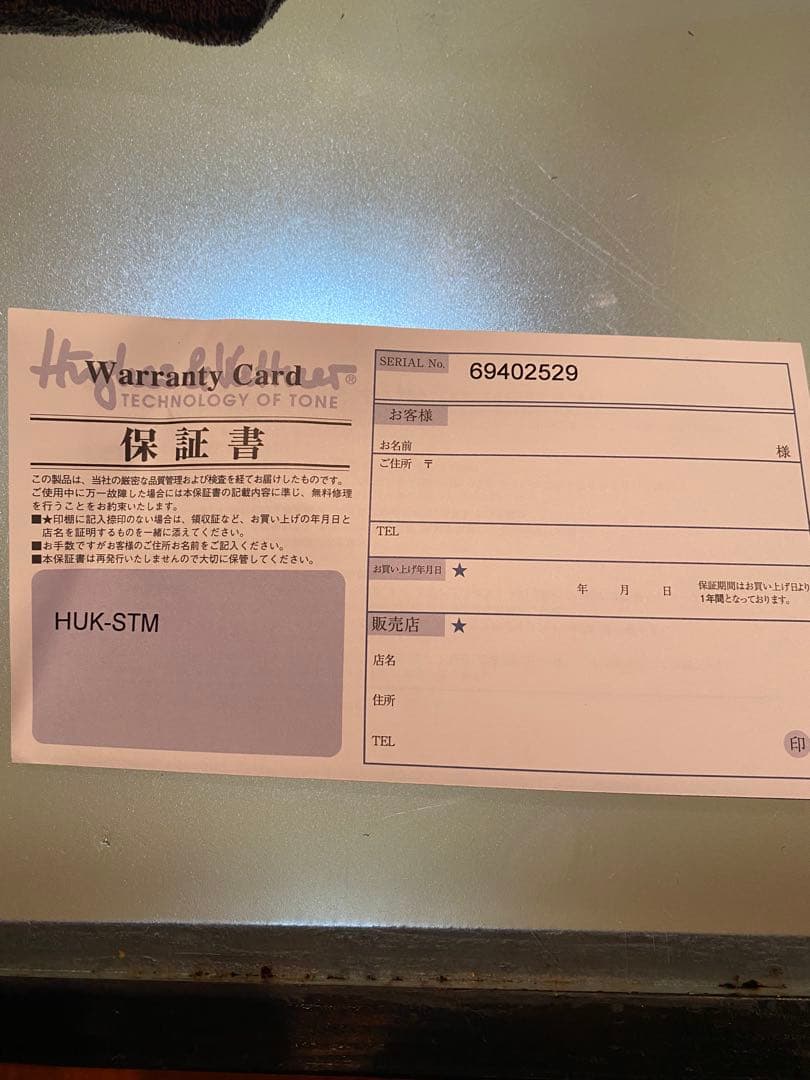 Hughes & Kettner®
Warranty Card
TECHNOLOGY OF TONE
保証書
この製品は、当社の厳密な品質管理および検査を経てお届けしたものです。
ご使用中に万一故障した場合には本保証書の記載内容に準じ、無料修理
を行うことをお約束いたします。
■★印棚に記入捺印のない場合は、領収証など、お買い上げの年月日と
店名を証明するものを一緒に添えてください。
■お手数ですがお客様のご住所お名前をご記入ください。
■本保証書は再発行いたしませんので大切に保管してください。
HUK-STM
SERIAL No. 69402529
お客様
お名前 様
ご住所 〒
TEL
お買い上げ年月日 ★
年 月 日
保証期間はお買い上げ日より
1年間となっております。
販売店 ★
店名
住所
TEL
印